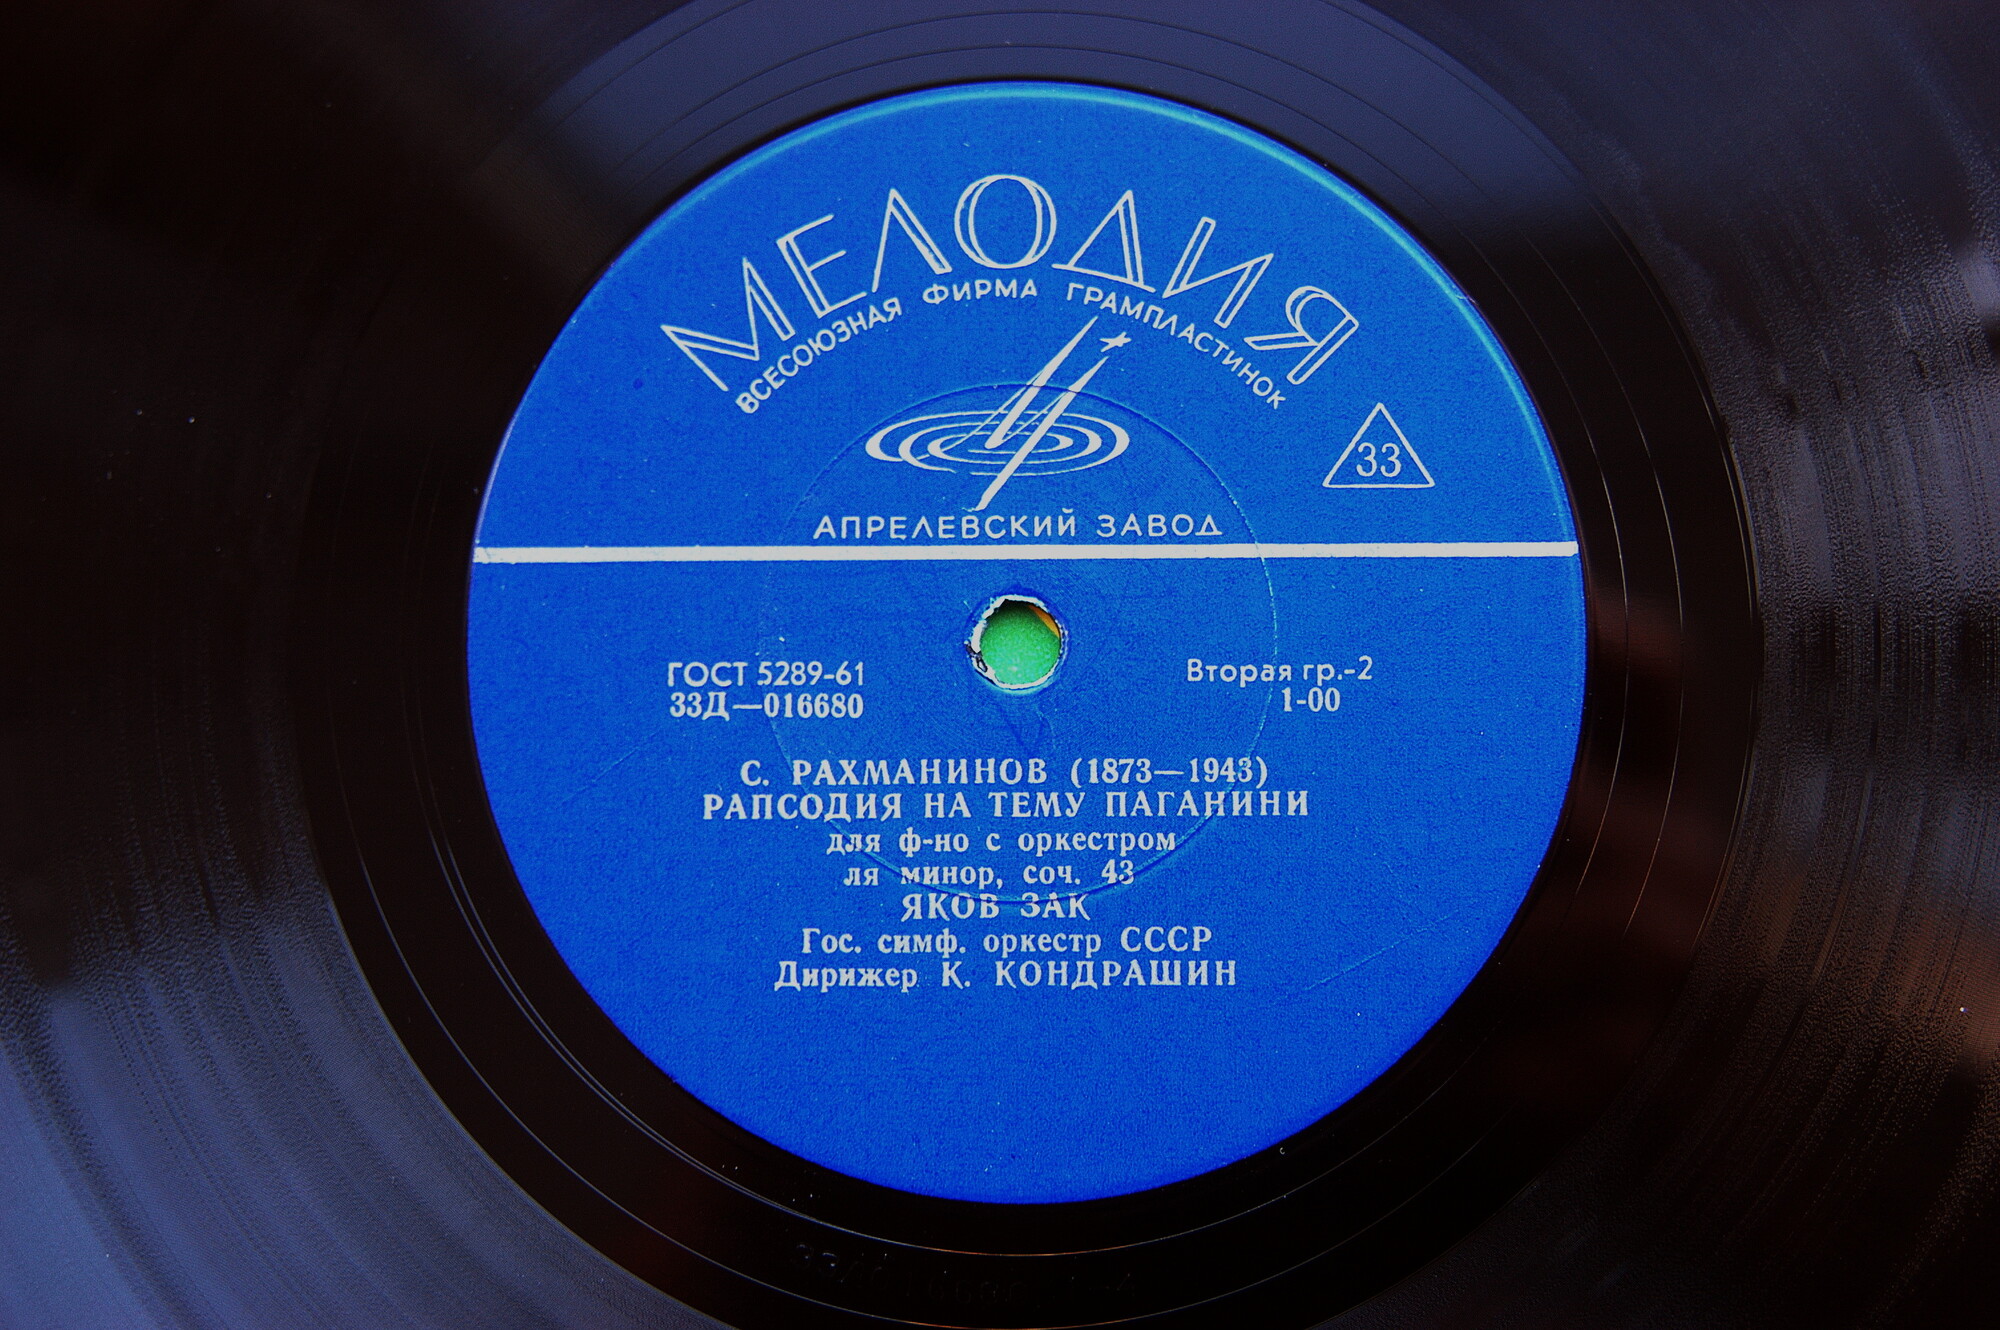 МЕЛОДИЯ
ВСЕСОЮЗНАЯ ФИРМА ГРАМПЛАСТИНОК
33
АПРЕЛЕВСКИЙ ЗАВОД
ГОСТ 5289-61
33Д—016680
Вторая гр.-2
1-00
С. РАХМАНИНОВ (1873—1943)
РАПСОДИЯ НА ТЕМУ ПАГАНИНИ
для ф-но с оркестром
ля минор, соч. 43
ЯКОВ ЗАК
Гос. симф. оркестр СССР
Дирижер К. КОНДРАШИН